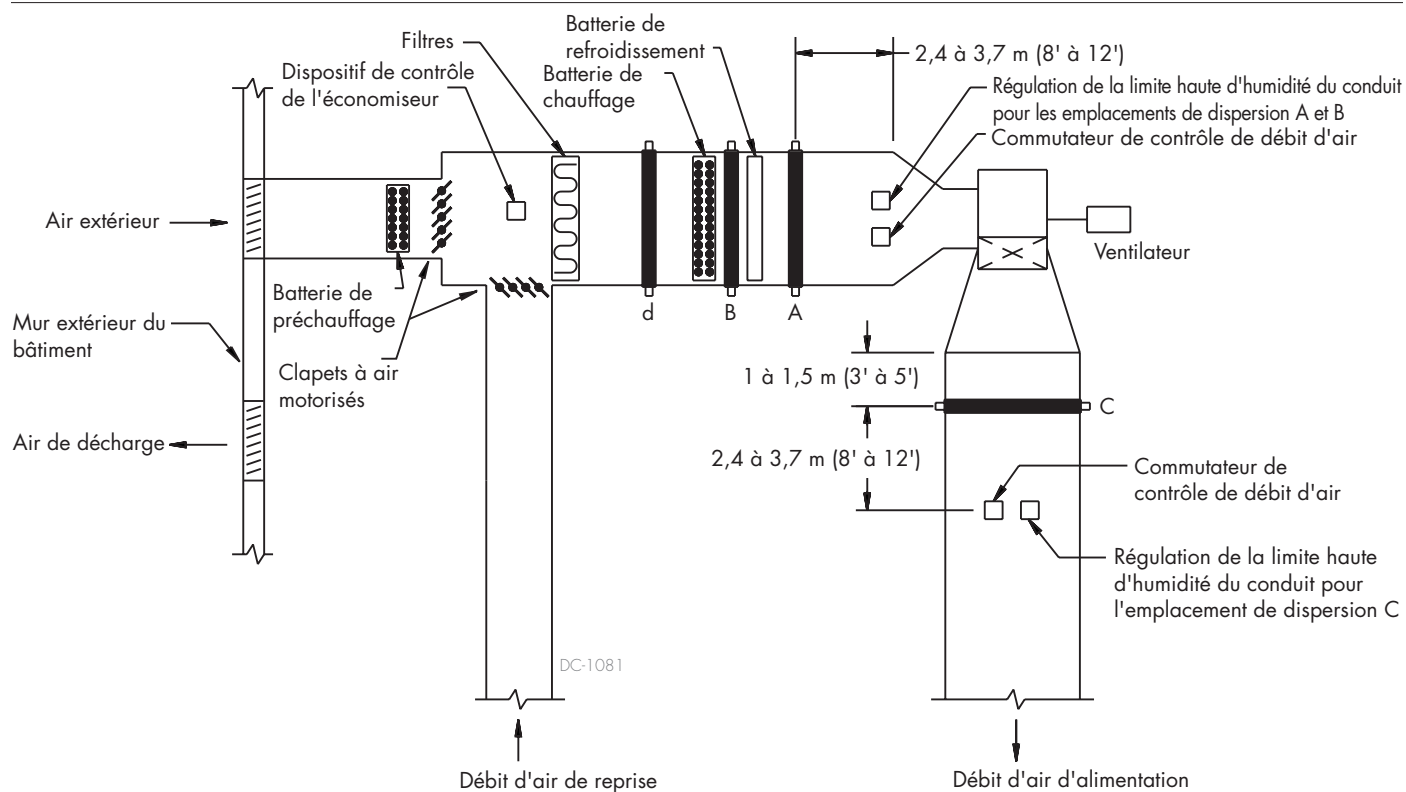 Filtres
Batterie de
refroidissement
Batterie de
chauffage
2,4 à 3,7 m (8' à 12')
Dispositif de contrôle
de l'économiseur
Régulation de la limite haute d'humidité du conduit
pour les emplacements de dispersion A et B
Commutateur de contrôle de débit d'air
Air extérieur
Ventilateur
Batterie de
préchauffage
d
B
A
Mur extérieur du
bâtiment
Clapets à air
motorisés
1 à 1,5 m (3' à 5')
C
Air de décharge
2,4 à 3,7 m (8' à 12')
Commutateur de
contrôle de débit d'air
Régulation de la limite haute
d'humidité du conduit pour
l'emplacement de dispersion C
DC-1081
Débit d'air de reprise
Débit d'air d'alimentation